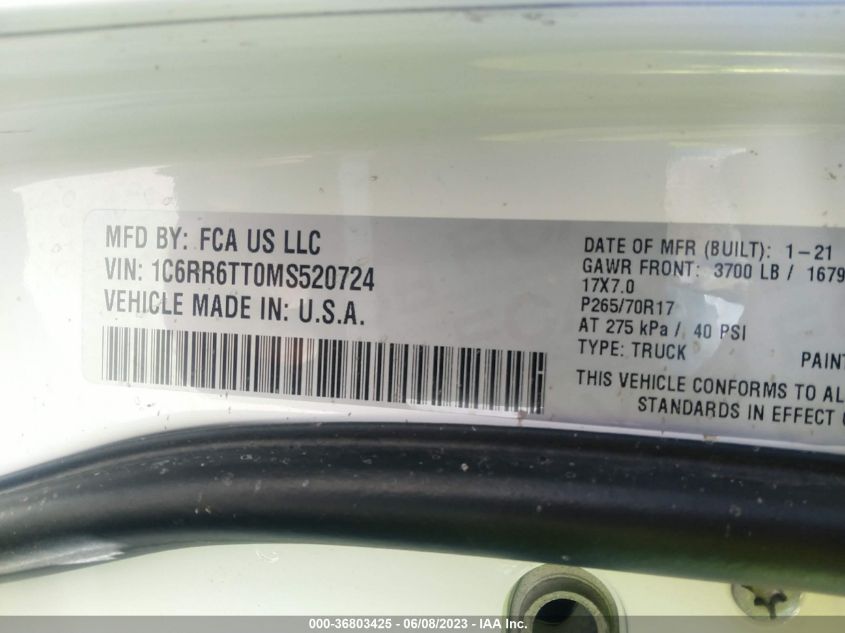 MFD BY: FCA US LLC
VIN: 1C6RR6TT0MS520724
VEHICLE MADE IN: U.S.A.
DATE OF MFR (BUILT): 1-21
GAWR FRONT: 3700 LB / 1679
17X7.0
P265/70R17
AT 275 kPa / 40 PSI
TYPE: TRUCK
PAINT
THIS VEHICLE CONFORMS TO AL
STANDARDS IN EFFECT
000-36803425 - 06/08/2023 - © IAA Inc.